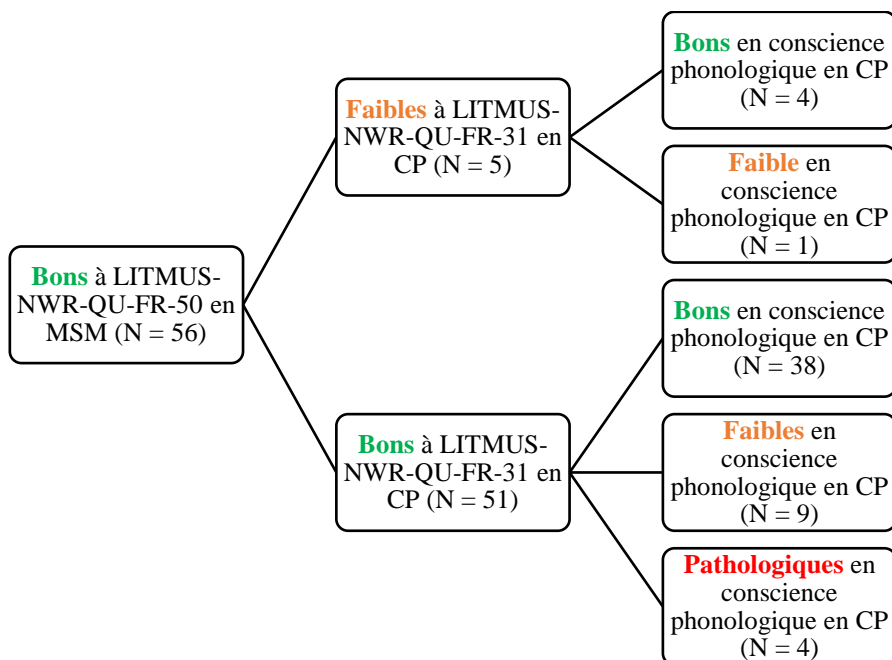 Bons à LITMUS-
NWR-QU-FR-50 en
MSM (N = 56)
Faibles à LITMUS-
NWR-QU-FR-31 en
CP (N = 5)
Bons en conscience
phonologique en CP
(N = 4)
Faible en
conscience
phonologique en CP
(N = 1)
Bons à LITMUS-
NWR-QU-FR-31 en
CP (N = 51)
Bons en conscience
phonologique en CP
(N = 38)
Faibles en
conscience
phonologique en CP
(N = 9)
Pathologiques en
conscience
phonologique en CP
(N = 4)